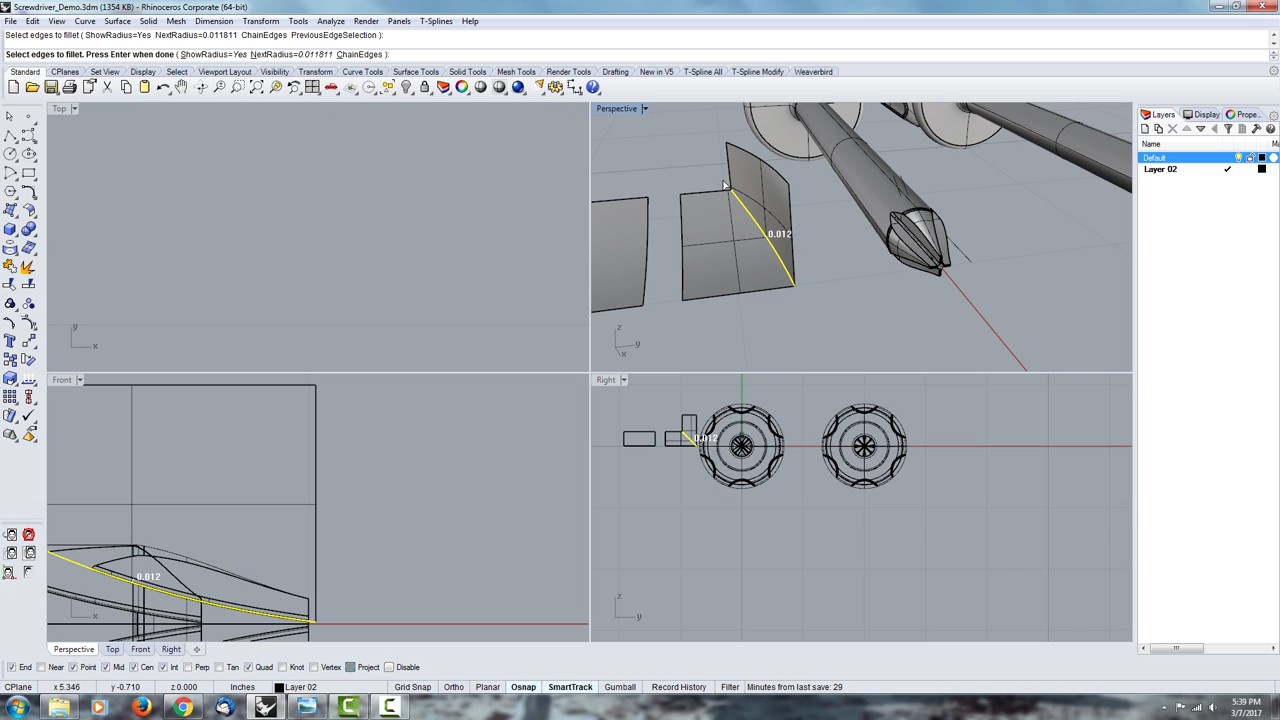 Screwdriver_Demo.3dm (1354 KB) - Rhinoceros Corporate (64-bit)
File Edit View Curve Surface Solid Mesh Dimension Transform Tools Analyze Render Panels T-Splines Help
Select edges to fillet ( ShowRadius=Yes NextRadius=0.011811 ChainEdges PreviousEdgeSelection ):
Select edges to fillet. Press Enter when done ( ShowRadius=Yes NextRadius=0.011811 ChainEdges ):
Standard CPlanes Set View Display Select Viewport Layout Visibility Transform Curve Tools Surface Tools Solid Tools Mesh Tools Render Tools Drafting New in V5 T-Spline All T-Spline Modify Weaverbird
Top
Perspective
Layers Display Prope...
Name Ma
Default
Layer 02
0.012
y
x
z
y
x
Front
Right
0.012
0.012
x
z
y
Perspective Top Front Right
End Near Point Mid Cen Int Perp Tan Quad Knot Vertex Project Disable
CPlane x 5.346 y -0.710 z 0.000 Inches Layer 02 Grid Snap Ortho Planar Osnap SmartTrack Gumball Record History Filter Minutes from last save: 29
5:39 PM
3/7/2017